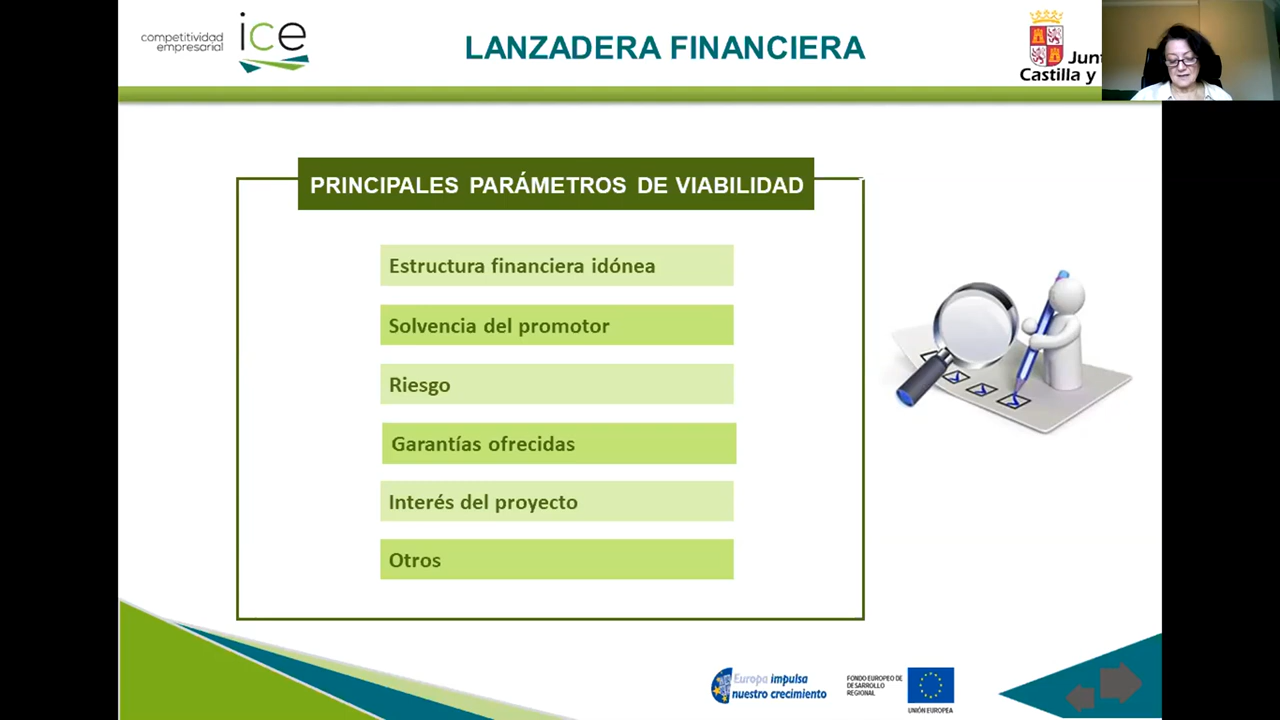 competitividad
empresarial
ice
LANZADERA FINANCIERA
Junt
Castilla y
PRINCIPALES PARÁMETROS DE VIABILIDAD
Estructura financiera idónea
Solvencia del promotor
Riesgo
Garantías ofrecidas
Interés del proyecto
Otros
Europa impulsa
nuestro crecimiento
FONDO EUROPEO DE
DESARROLLO
REGIONAL
UNIÓN EUROPEA